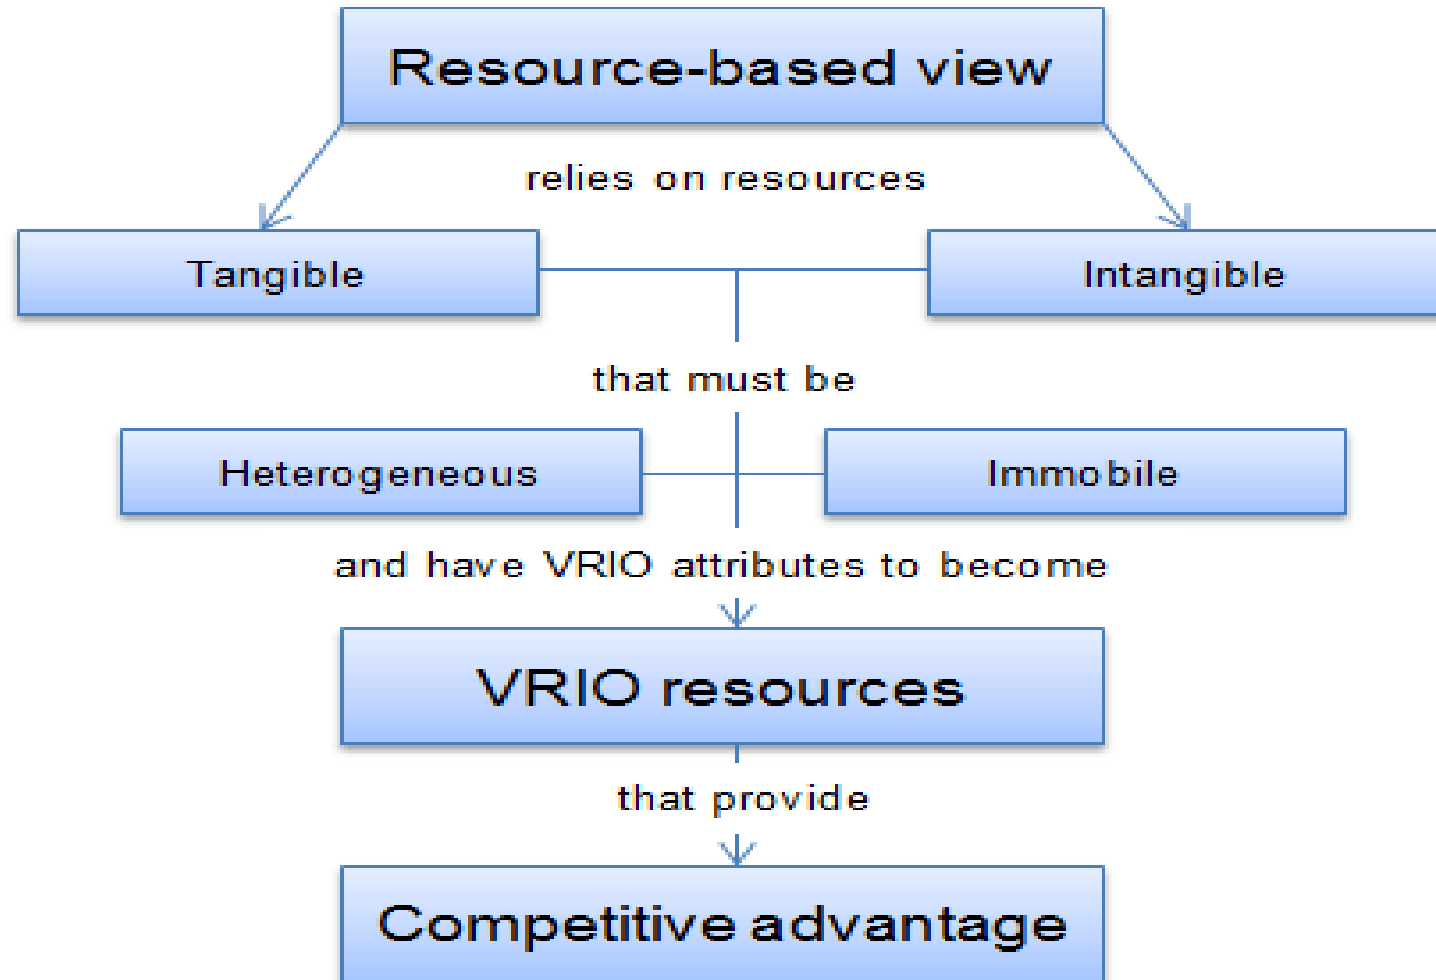 Resource-based view
relies on resources
Tangible
Intangible
that must be
Heterogeneous
Immobile
and have VRIO attributes to become
VRIO resources
that provide
Competitive advantage